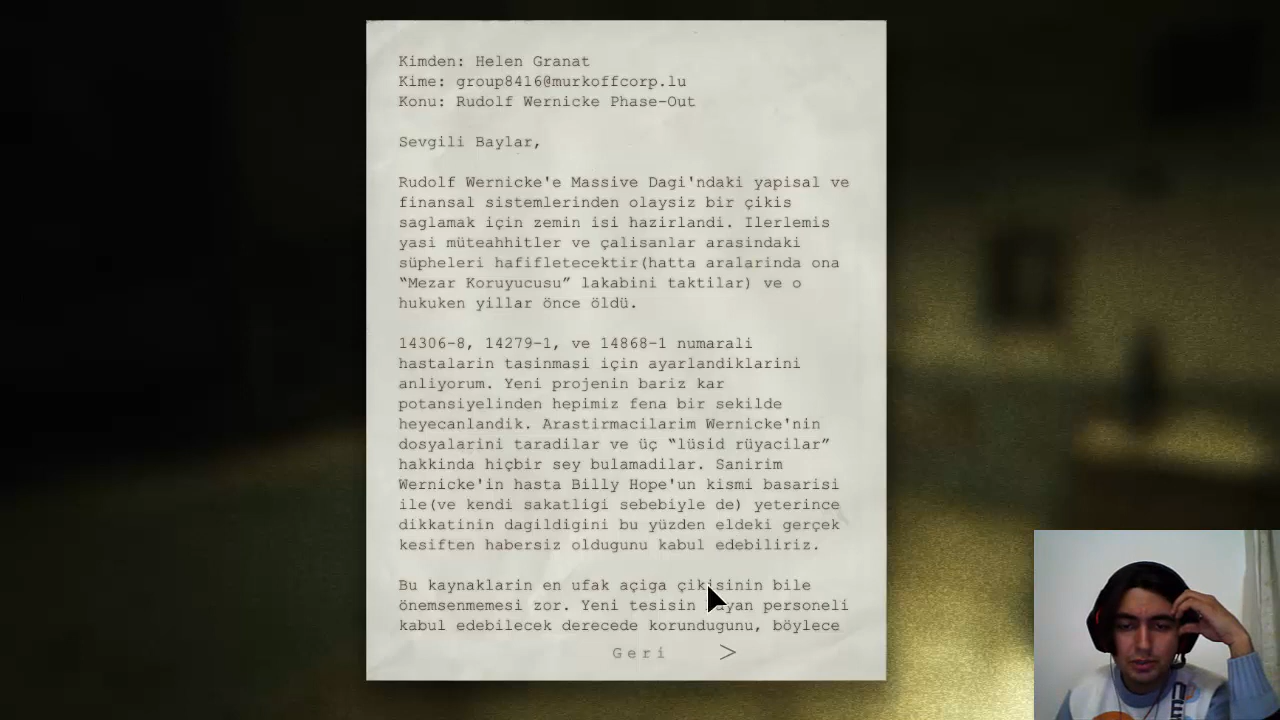 Kimden: Helen Granat
Kime: group8416@murkoffcorp.lu
Konu: Rudolf Wernicke Phase-Out
Sevgili Baylar,
Rudolf Wernicke'e Massive Dagi'ndaki yapisal ve
finansal sistemlerinden olaysiz bir çikis
saglamak için zemin isi hazirlandi. Ilerlemis
yasi müteahhitler ve çalisanlar arasindaki
süpheleri hafifletecektir(hatta aralarinda ona
“Mezar Koruyucusu” lakabini taktilar) ve o
hukuken yillar önce öldü.
14306-8, 14279-1, ve 14868-1 numarali
hastalarin tasinmasi için ayarlandiklarini
anliyorum. Yeni projenin bariz kar
potansiyelinden hepimiz fena bir sekilde
heyecanlandik. Arastirmacilarim Wernicke'nin
dosyalarini taradilar ve üç “lüsid rüyacilar”
hakkinda hiçbir sey bulamadilar. Sanirim
Wernicke'in hasta Billy Hope'un kismi basarisi
ile(ve kendi sakatligi sebebiyle de) yeterince
dikkatinin dagildigini bu yüzden eldeki gerçek
kesiften habersiz oldugunu kabul edebiliriz.
Bu kaynaklarin en ufak açiga çikisinin bile
önemsenmemesi zor. Yeni tesisin personeli
kabul edebilecek derecede korundugunu, böylece
Geri >